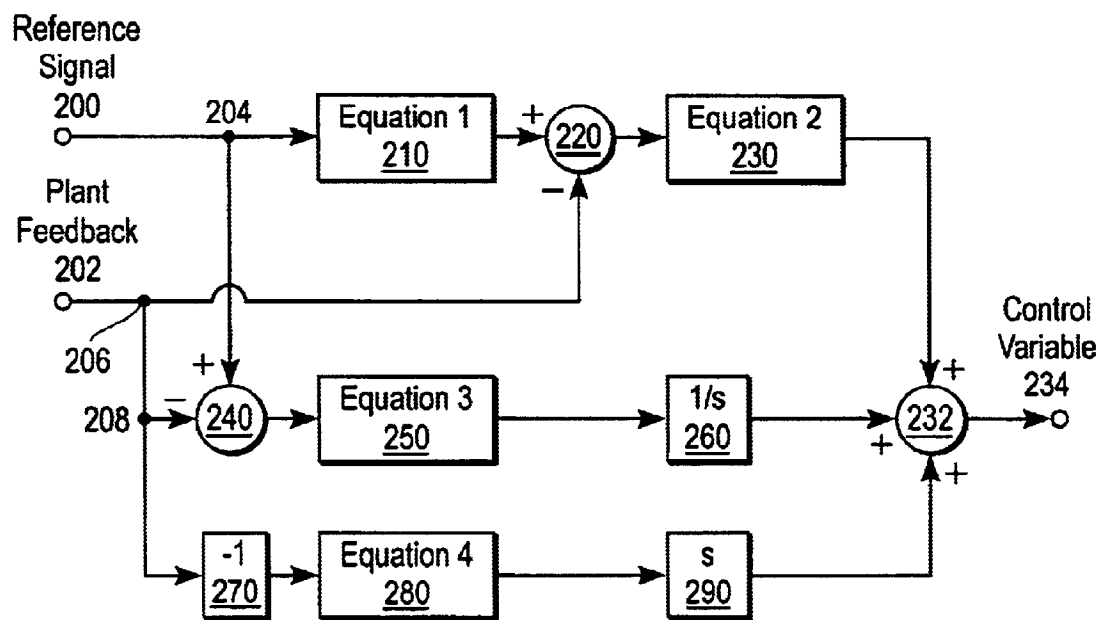 Reference
Signal
200
204
Equation 1
210
+
220
−
Equation 2
230
Plant
Feedback
202
206
208
+
−
240
Equation 3
250
1/s
260
+
+
232
+
Control
Variable
234
-1
270
Equation 4
280
s
290